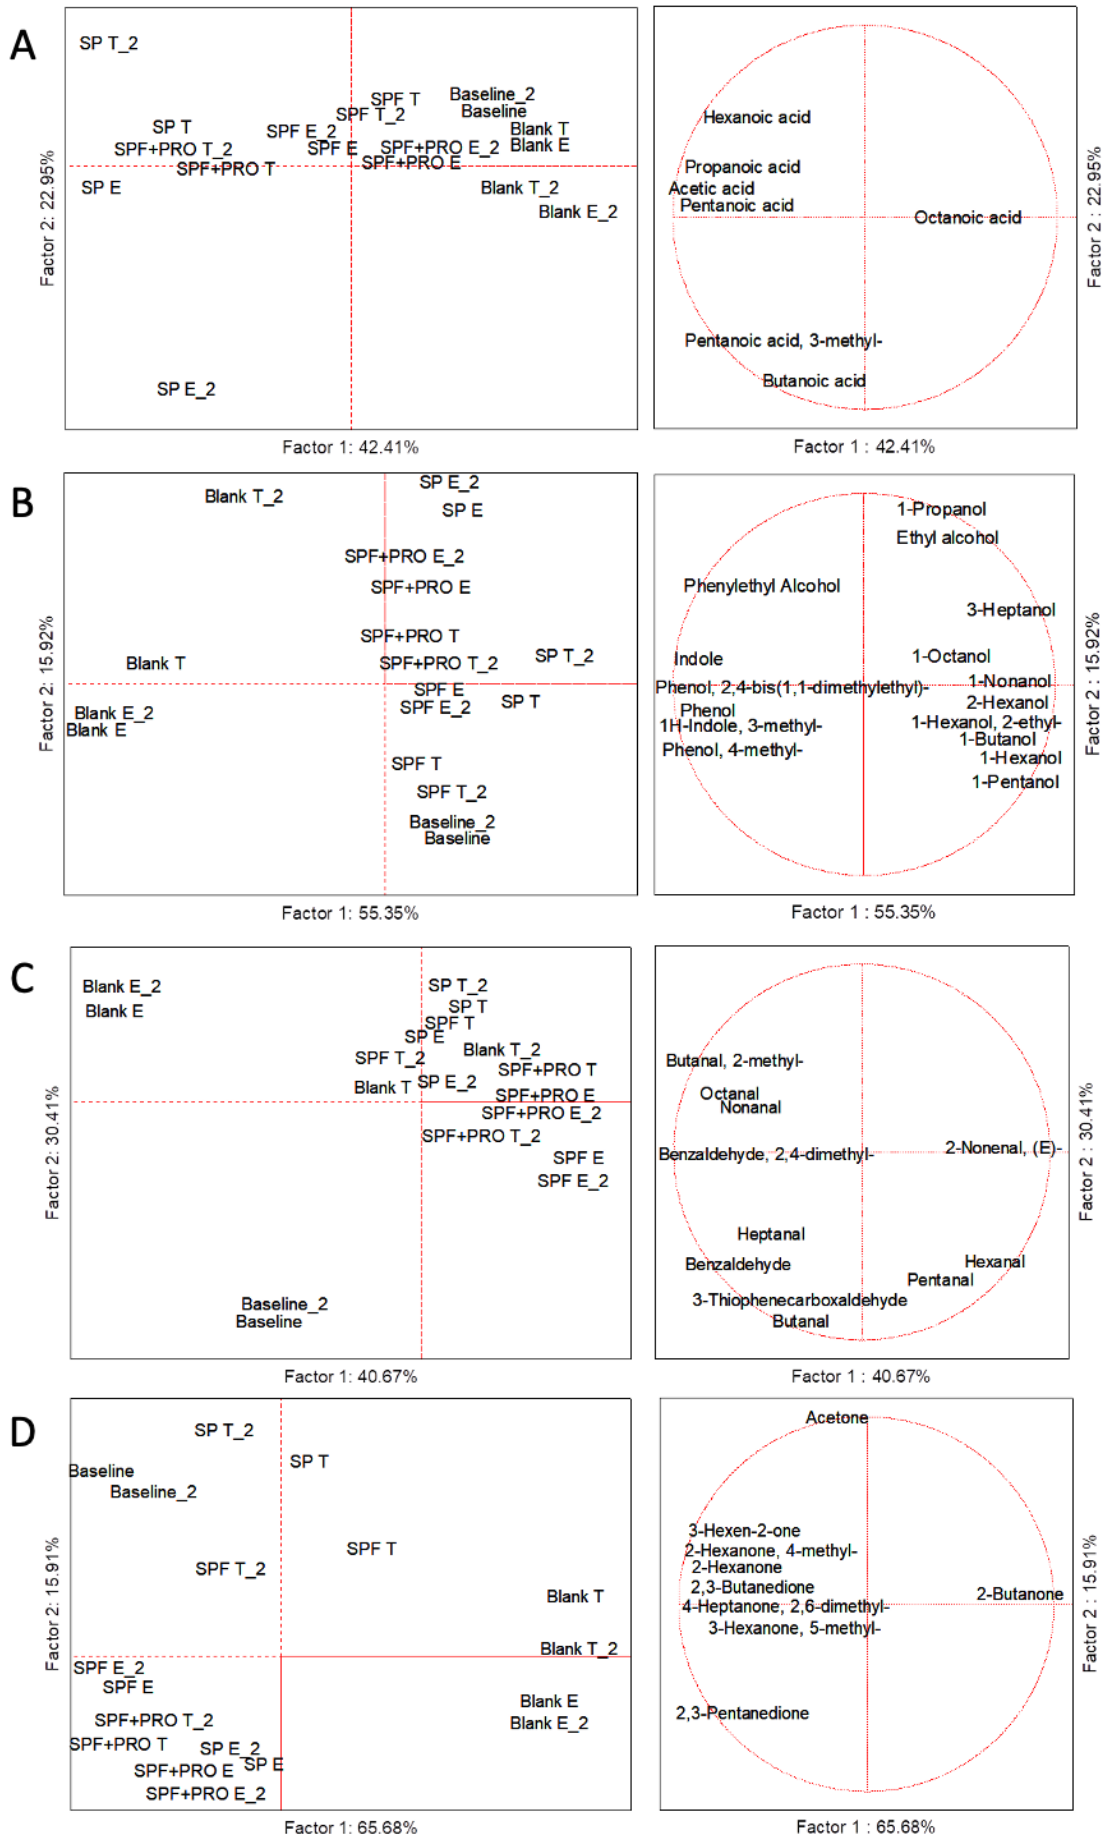 A
SP T_2
SPF T
Baseline_2
SPF T_2
Baseline
SP T
SPF E_2
Blank T
SPF+PRO T_2
SPF E
SPF+PRO E_2
Blank E
SPF+PRO T
SPF+PRO E
SP E
Blank T_2
Blank E_2
SP E_2
Factor 2: 22.95%
Factor 1: 42.41%
Hexanoic acid
Propanoic acid
Acetic acid
Pentanoic acid
Octanoic acid
Pentanoic acid, 3-methyl-
Butanoic acid
Factor 2 : 22.95%
Factor 1 : 42.41%
B
SP E_2
Blank T_2
SP E
SPF+PRO E_2
SPF+PRO E
SPF+PRO T
SP T_2
Blank T
SPF+PRO T_2
SPF E
SP T
Blank E_2
SPF E_2
Blank E
SPF T
SPF T_2
Baseline_2
Baseline
Factor 2: 15.92%
Factor 1: 55.35%
1-Propanol
Ethyl alcohol
Phenylethyl Alcohol
3-Heptanol
Indole
1-Octanol
Phenol, 2,4-bis(1,1-dimethylethyl)-
1-Nonanol
Phenol
2-Hexanol
1H-Indole, 3-methyl-
1-Hexanol, 2-ethyl-
Phenol, 4-methyl-
1-Butanol
1-Hexanol
1-Pentanol
Factor 2 : 15.92%
Factor 1 : 55.35%
C
Blank E_2
SP T_2
Blank E
SP T
SPF T
SP E
SPF T_2
Blank T_2
SPF+PRO T
Blank T
SP E_2
SPF+PRO E
SPF+PRO E_2
SPF+PRO T_2
SPF E
SPF E_2
Baseline_2
Baseline
Factor 2: 30.41%
Factor 1: 40.67%
Butanal, 2-methyl-
Octanal
Nonanal
Benzaldehyde, 2,4-dimethyl-
2-Nonenal, (E)-
Heptanal
Benzaldehyde
Hexanal
Pentanal
3-Thiophenecarboxaldehyde
Butanal
Factor 2 : 30.41%
Factor 1 : 40.67%
D
SP T_2
SP T
Baseline
Baseline_2
SPF T
SPF T_2
Blank T
Blank T_2
SPF E_2
SPF E
Blank E
SPF+PRO T_2
Blank E_2
SPF+PRO T
SP E_2
SP E
SPF+PRO E
SPF+PRO E_2
Factor 2: 15.91%
Factor 1: 65.68%
Acetone
3-Hexen-2-one
2-Hexanone, 4-methyl-
2-Hexanone
2,3-Butanedione
2-Butanone
4-Heptanone, 2,6-dimethyl-
3-Hexanone, 5-methyl-
2,3-Pentanedione
Factor 2 : 15.91%
Factor 1 : 65.68%